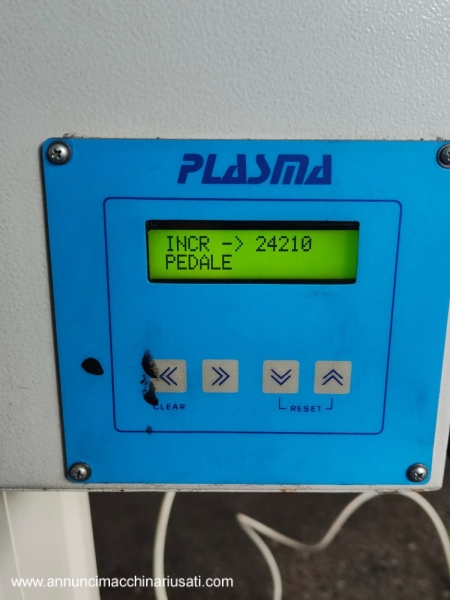 PLASMA
INCR -> 24210
PEDALE
CLEAR
RESET
www.annuncimacchinariusati.com